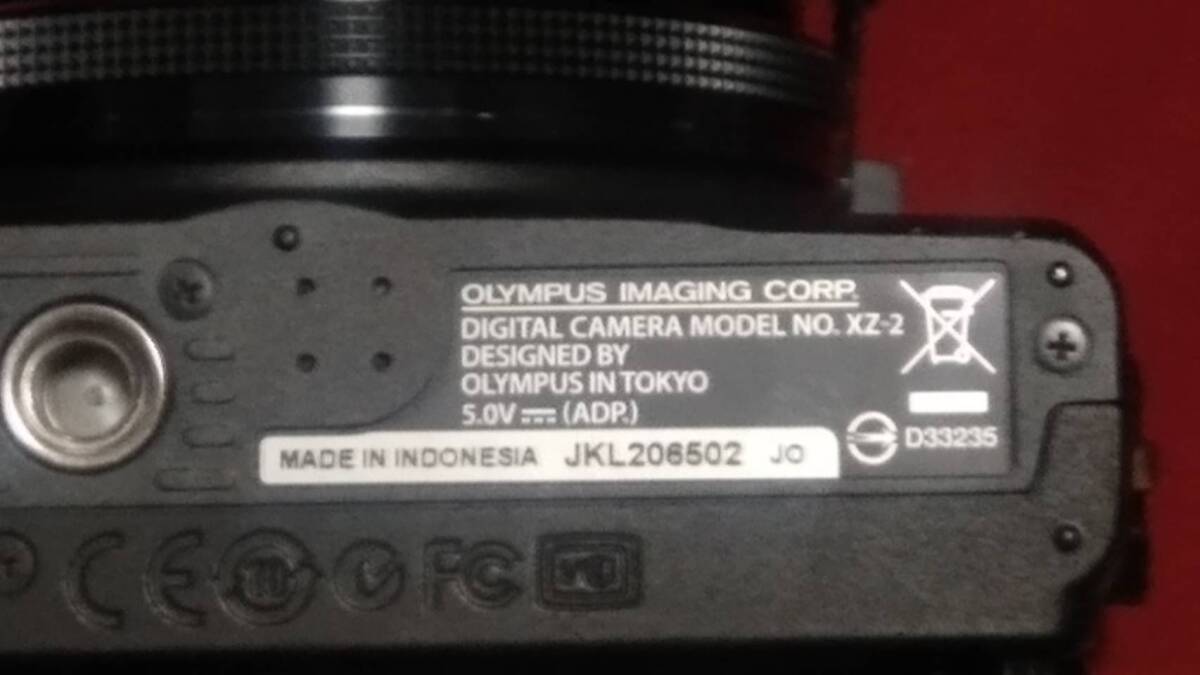 OLYMPUS IMAGING CORP.
DIGITAL CAMERA MODEL NO. XZ-2
DESIGNED BY
OLYMPUS IN TOKYO
5.0V ⎓ (ADP.)
D33235
MADE IN INDONESIA JKL206502 JO
CE FC